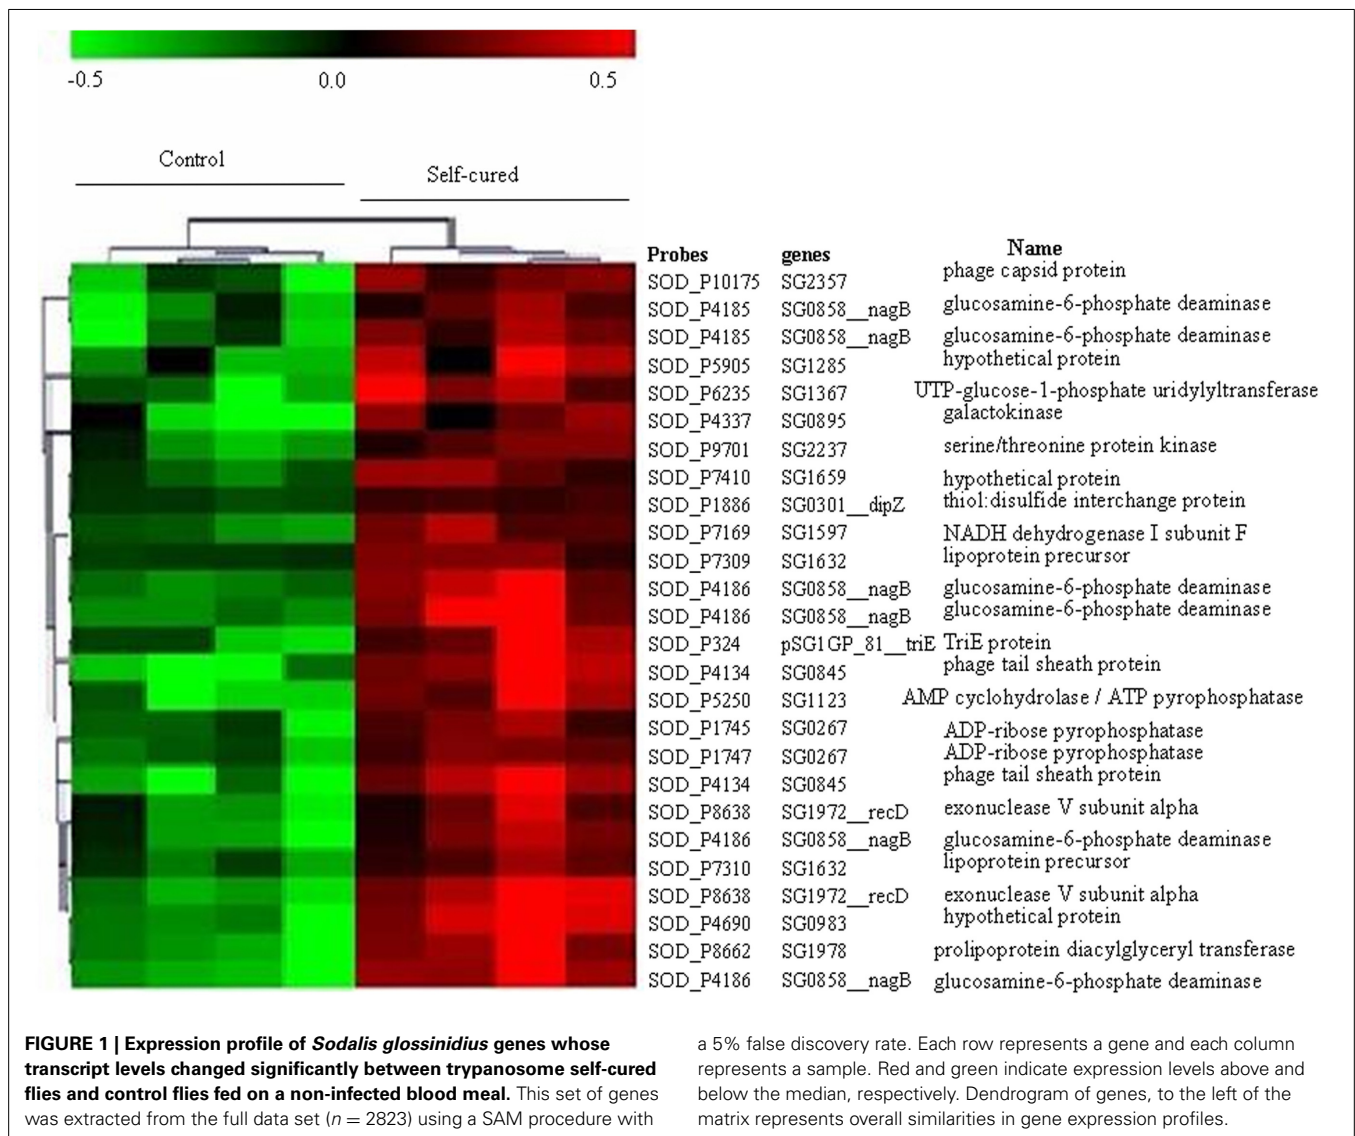 -0.5 0.0 0.5
Control
Self-cured
Probes genes Name
SOD_P10175 SG2357 phage capsid protein
SOD_P4185 SG0858__nagB glucosamine-6-phosphate deaminase
SOD_P4185 SG0858__nagB glucosamine-6-phosphate deaminase
SOD_P5905 SG1285 hypothetical protein
SOD_P6235 SG1367 UTP-glucose-1-phosphate uridylyltransferase
SOD_P4337 SG0895 galactokinase
SOD_P9701 SG2237 serine/threonine protein kinase
SOD_P7410 SG1659 hypothetical protein
SOD_P1886 SG0301__dipZ thiol:disulfide interchange protein
SOD_P7169 SG1597 NADH dehydrogenase I subunit F
SOD_P7309 SG1632 lipoprotein precursor
SOD_P4186 SG0858__nagB glucosamine-6-phosphate deaminase
SOD_P4186 SG0858__nagB glucosamine-6-phosphate deaminase
SOD_P324 pSG1GP_81__triE TriE protein
SOD_P4134 SG0845 phage tail sheath protein
SOD_P5250 SG1123 AMP cyclohydrolase / ATP pyrophosphatase
SOD_P1745 SG0267 ADP-ribose pyrophosphatase
SOD_P1747 SG0267 ADP-ribose pyrophosphatase
SOD_P4134 SG0845 phage tail sheath protein
SOD_P8638 SG1972__recD exonuclease V subunit alpha
SOD_P4186 SG0858__nagB glucosamine-6-phosphate deaminase
SOD_P7310 SG1632 lipoprotein precursor
SOD_P8638 SG1972__recD exonuclease V subunit alpha
SOD_P4690 SG0983 hypothetical protein
SOD_P8662 SG1978 prolipoprotein diacylglyceryl transferase
SOD_P4186 SG0858__nagB glucosamine-6-phosphate deaminase
FIGURE 1 | Expression profile of Sodalis glossinidius genes whose
transcript levels changed significantly between trypanosome self-cured
flies and control flies fed on a non-infected blood meal. This set of genes
was extracted from the full data set (n = 2823) using a SAM procedure with
a 5% false discovery rate. Each row represents a gene and each column
represents a sample. Red and green indicate expression levels above and
below the median, respectively. Dendrogram of genes, to the left of the
matrix represents overall similarities in gene expression profiles.